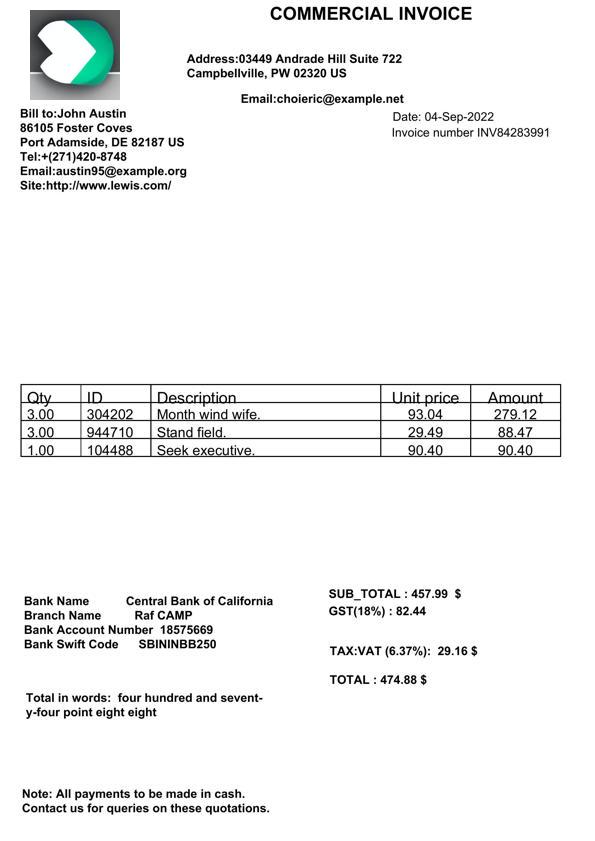 COMMERCIAL INVOICE
Address:03449 Andrade Hill Suite 722
Campbellville, PW 02320 US
Email:choieric@example.net
Bill to:John Austin
86105 Foster Coves
Port Adamside, DE 82187 US
Tel:+(271)420-8748
Email:austin95@example.org
Site:http://www.lewis.com/
Date: 04-Sep-2022
Invoice number INV84283991
Qty ID Description Unit price Amount
3.00 304202 Month wind wife. 93.04 279.12
3.00 944710 Stand field. 29.49 88.47
1.00 104488 Seek executive. 90.40 90.40
Bank Name Central Bank of California
Branch Name Raf CAMP
Bank Account Number 18575669
Bank Swift Code SBININBB250
SUB_TOTAL : 457.99 $
GST(18%) : 82.44
TAX:VAT (6.37%): 29.16 $
TOTAL : 474.88 $
Total in words: four hundred and sevent-
y-four point eight eight
Note: All payments to be made in cash.
Contact us for queries on these quotations.